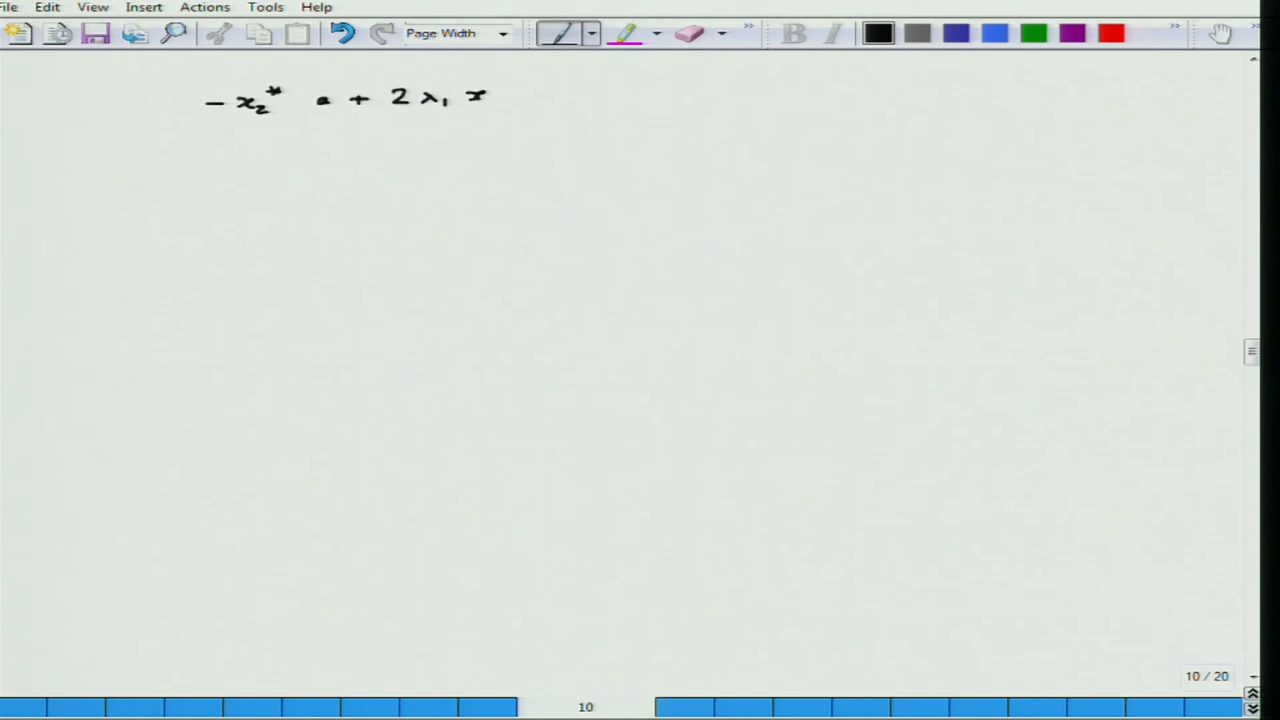 File Edit View Insert Actions Tools Help
Page Width B I
- x₂* a + 2 λ₁ x
10 / 20
10